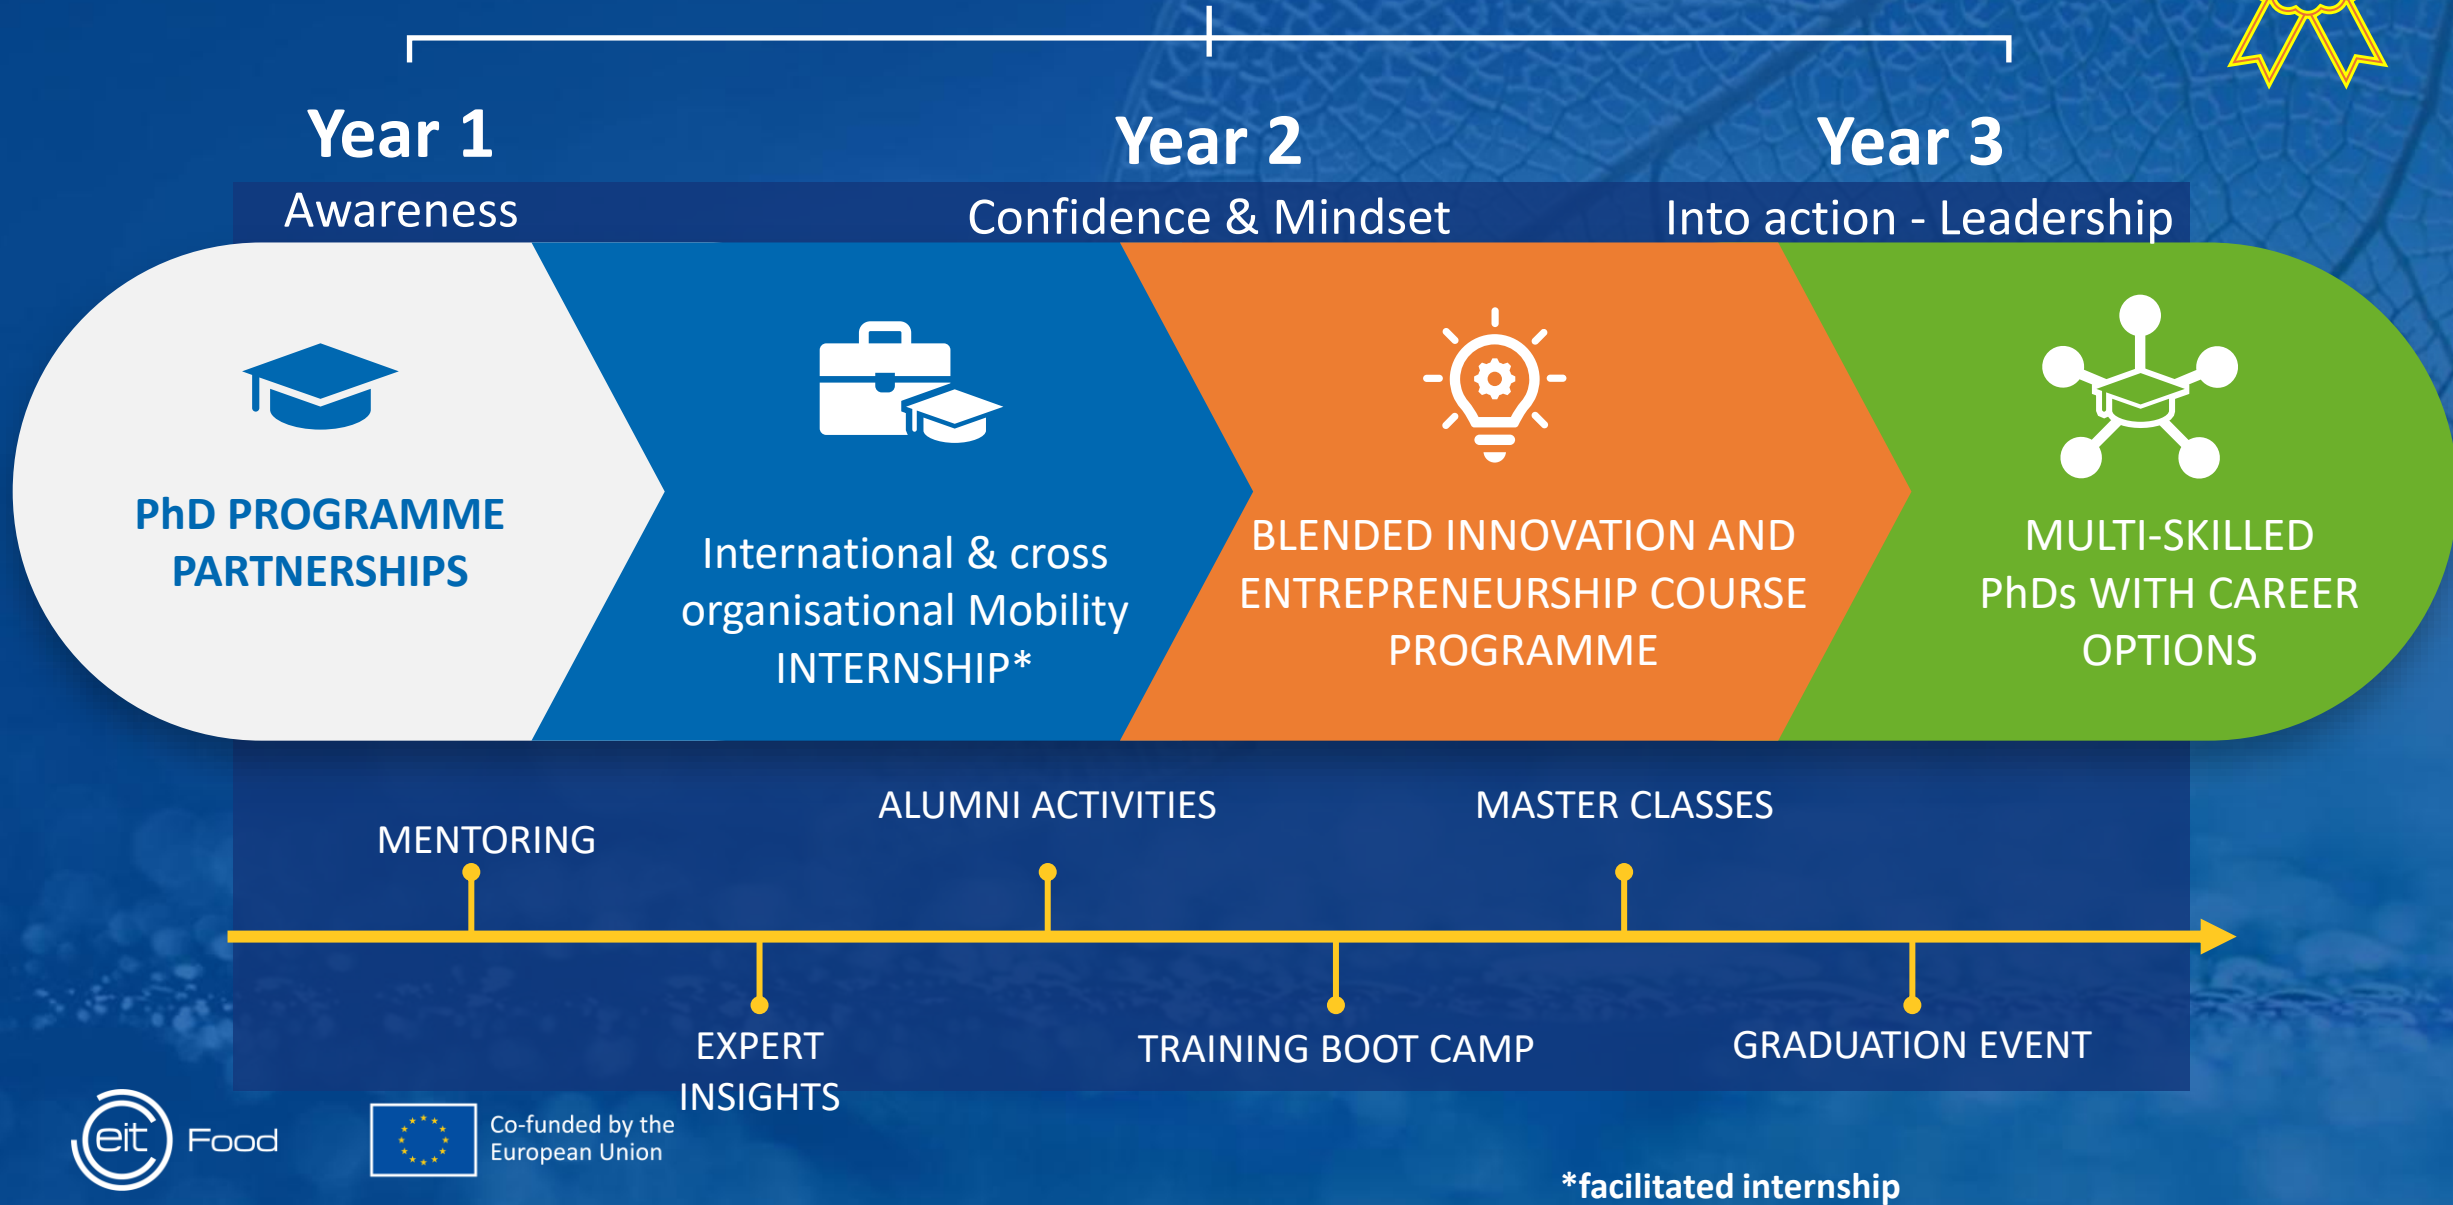 Year 1
Year 2
Year 3
Awareness
Confidence & Mindset
Into action - Leadership
PhD PROGRAMME
PARTNERSHIPS
International & cross
organisational Mobility
INTERNSHIP*
BLENDED INNOVATION AND
ENTREPRENEURSHIP COURSE
PROGRAMME
MULTI-SKILLED
PhDs WITH CAREER
OPTIONS
MENTORING
ALUMNI ACTIVITIES
MASTER CLASSES
EXPERT
INSIGHTS
TRAINING BOOT CAMP
GRADUATION EVENT
eit Food
Co-funded by the
European Union
*facilitated internship